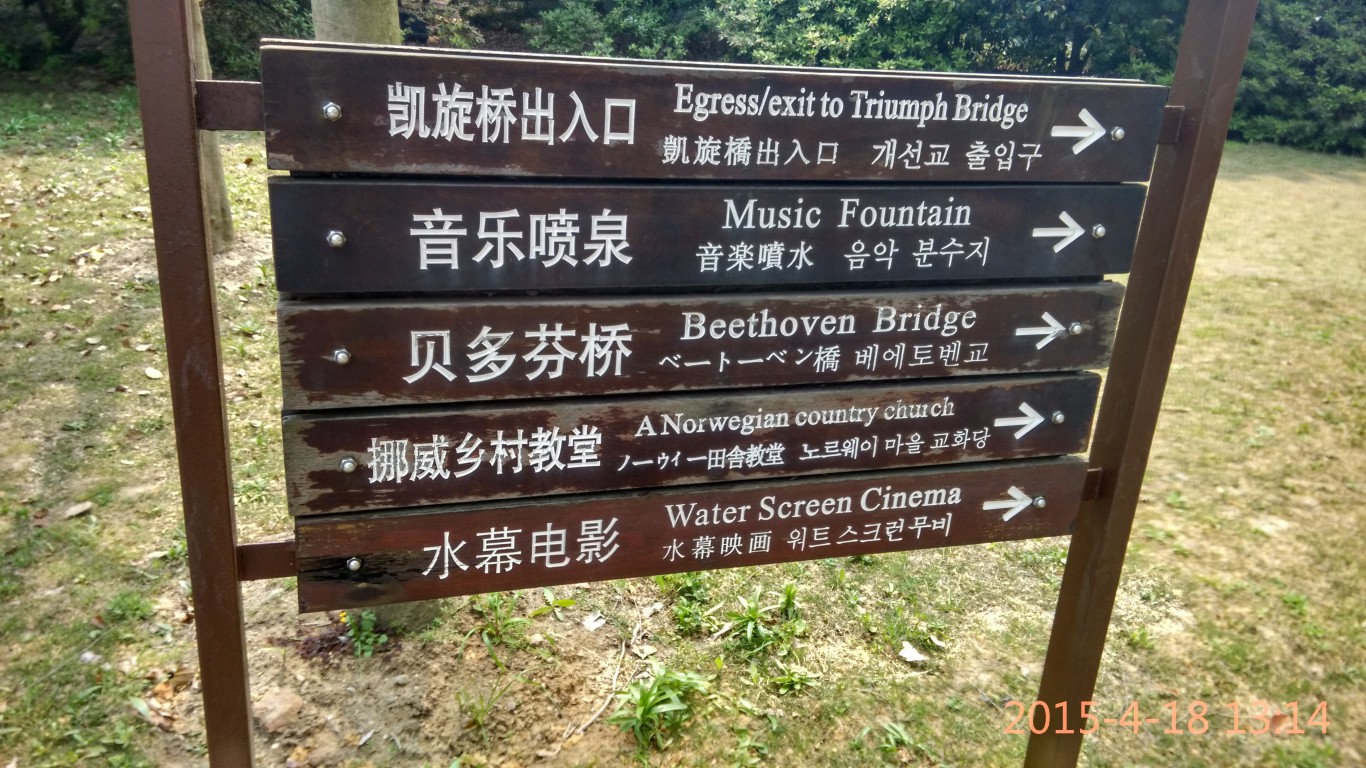 凯旋桥出入口
Egress/exit to Triumph Bridge
凱旋橋出入口 개선교 출입구
音乐喷泉
Music Fountain
音楽噴水 음악 분수지
贝多芬桥
Beethoven Bridge
ベートーベン橋 베에토벤교
挪威乡村教堂
A Norwegian country church
ノーウィー田舎教堂 노르웨이 마을 교화당
水幕电影
Water Screen Cinema
水幕映画 워트스크런무비
2015-4-18 13:14